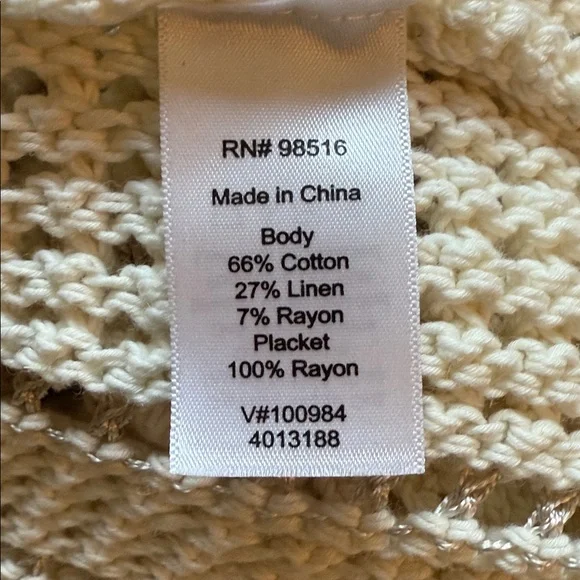 RN# 98516
Made in China
Body
66% Cotton
27% Linen
7% Rayon
Placket
100% Rayon
V#100984
4013188